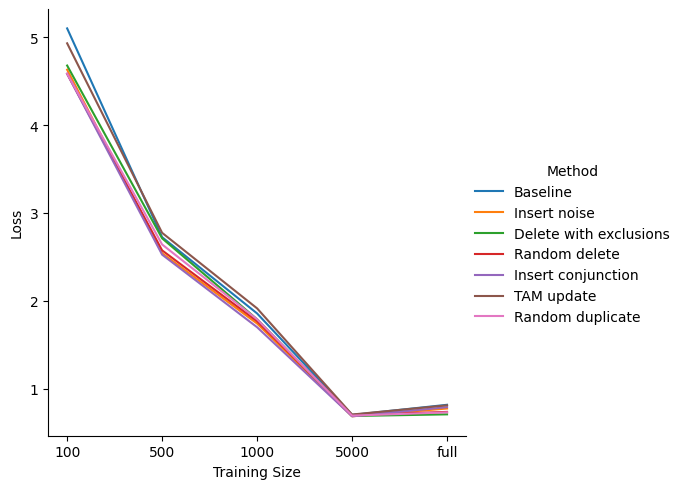 5
4
3
2
1
Loss
100
500
1000
5000
full
Training Size
Method
Baseline
Insert noise
Delete with exclusions
Random delete
Insert conjunction
TAM update
Random duplicate